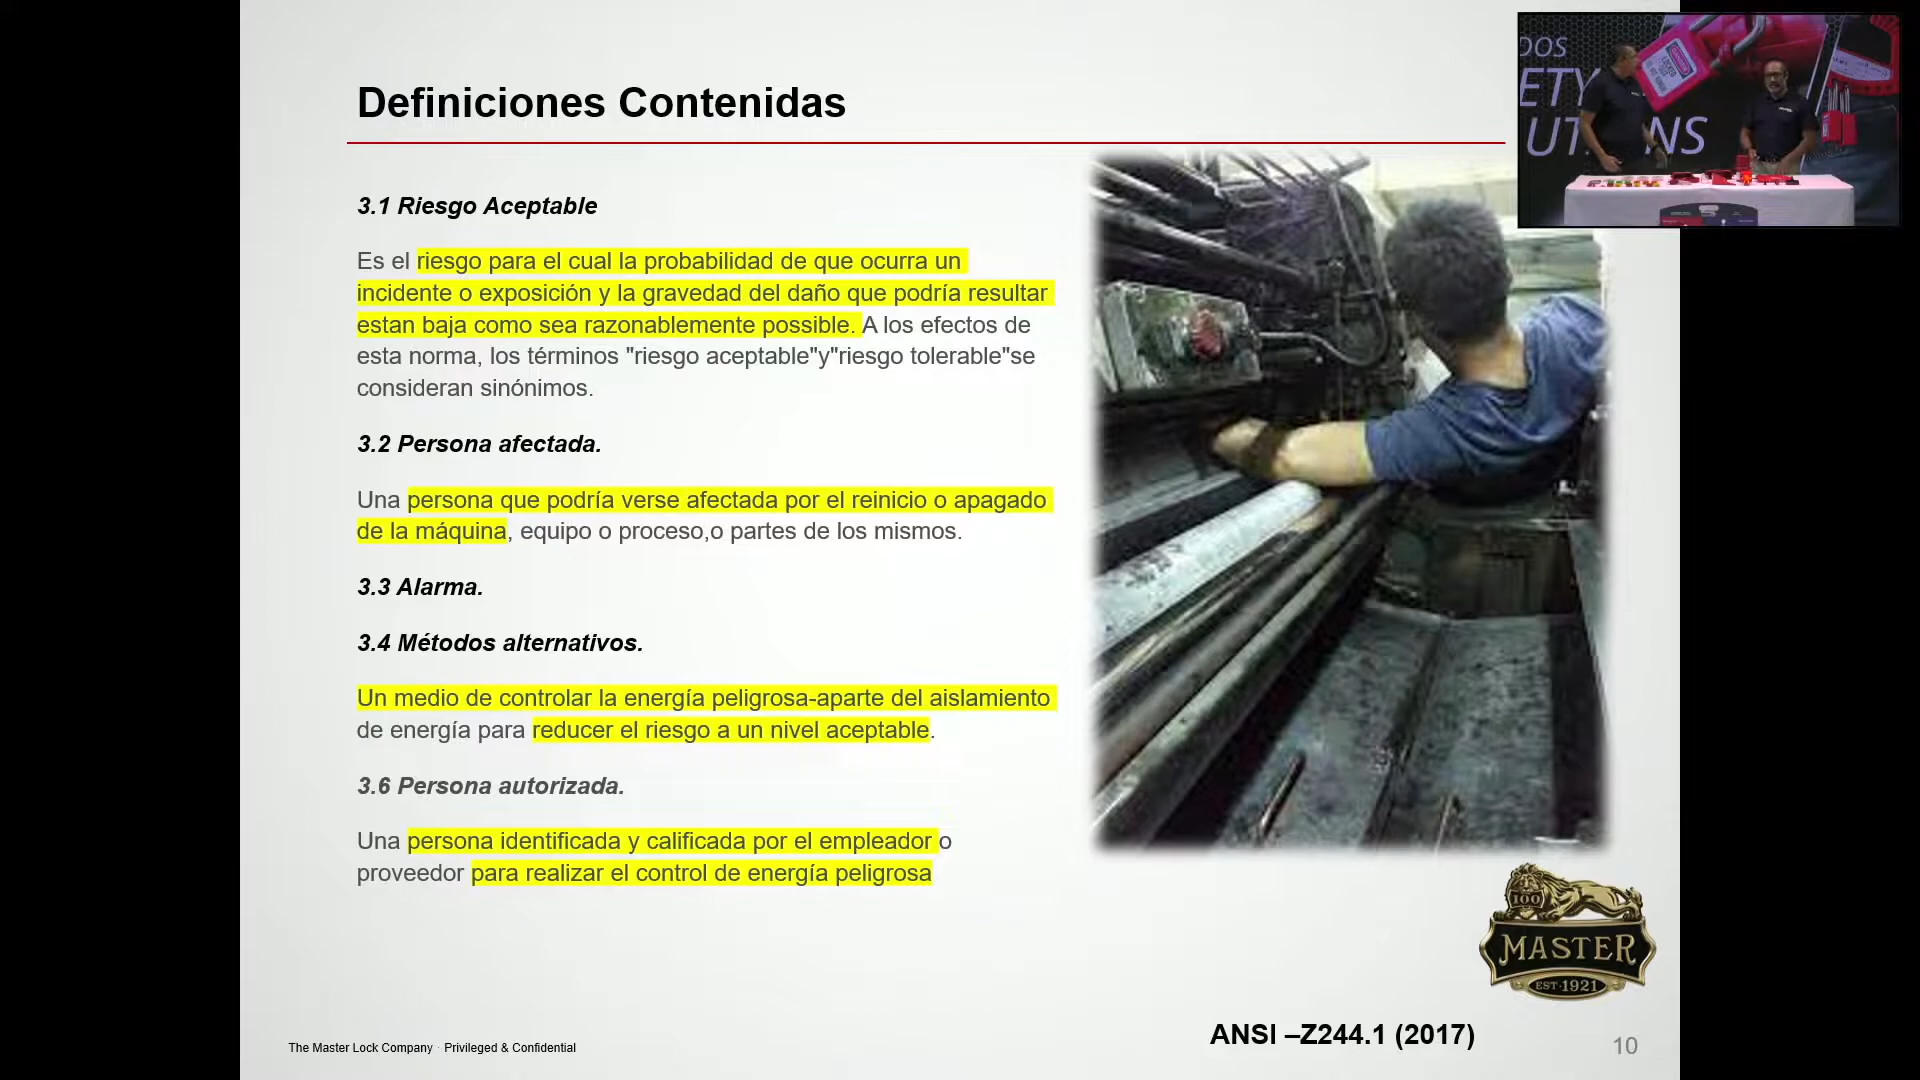 Definiciones Contenidas
3.1 Riesgo Aceptable
Es el riesgo para el cual la probabilidad de que ocurra un
incidente o exposición y la gravedad del daño que podría resultar
estan baja como sea razonablemente possible. A los efectos de
esta norma, los términos "riesgo aceptable"y"riesgo tolerable"se
consideran sinónimos.
3.2 Persona afectada.
Una persona que podría verse afectada por el reinicio o apagado
de la máquina, equipo o proceso,o partes de los mismos.
3.3 Alarma.
3.4 Métodos alternativos.
Un medio de controlar la energía peligrosa-aparte del aislamiento
de energía para reducer el riesgo a un nivel aceptable.
3.6 Persona autorizada.
Una persona identificada y calificada por el empleador o
proveedor para realizar el control de energía peligrosa
DOS
ETY
UT NS
100
MASTER
EST·1921
ANSI –Z244.1 (2017)
The Master Lock Company · Privileged & Confidential
10